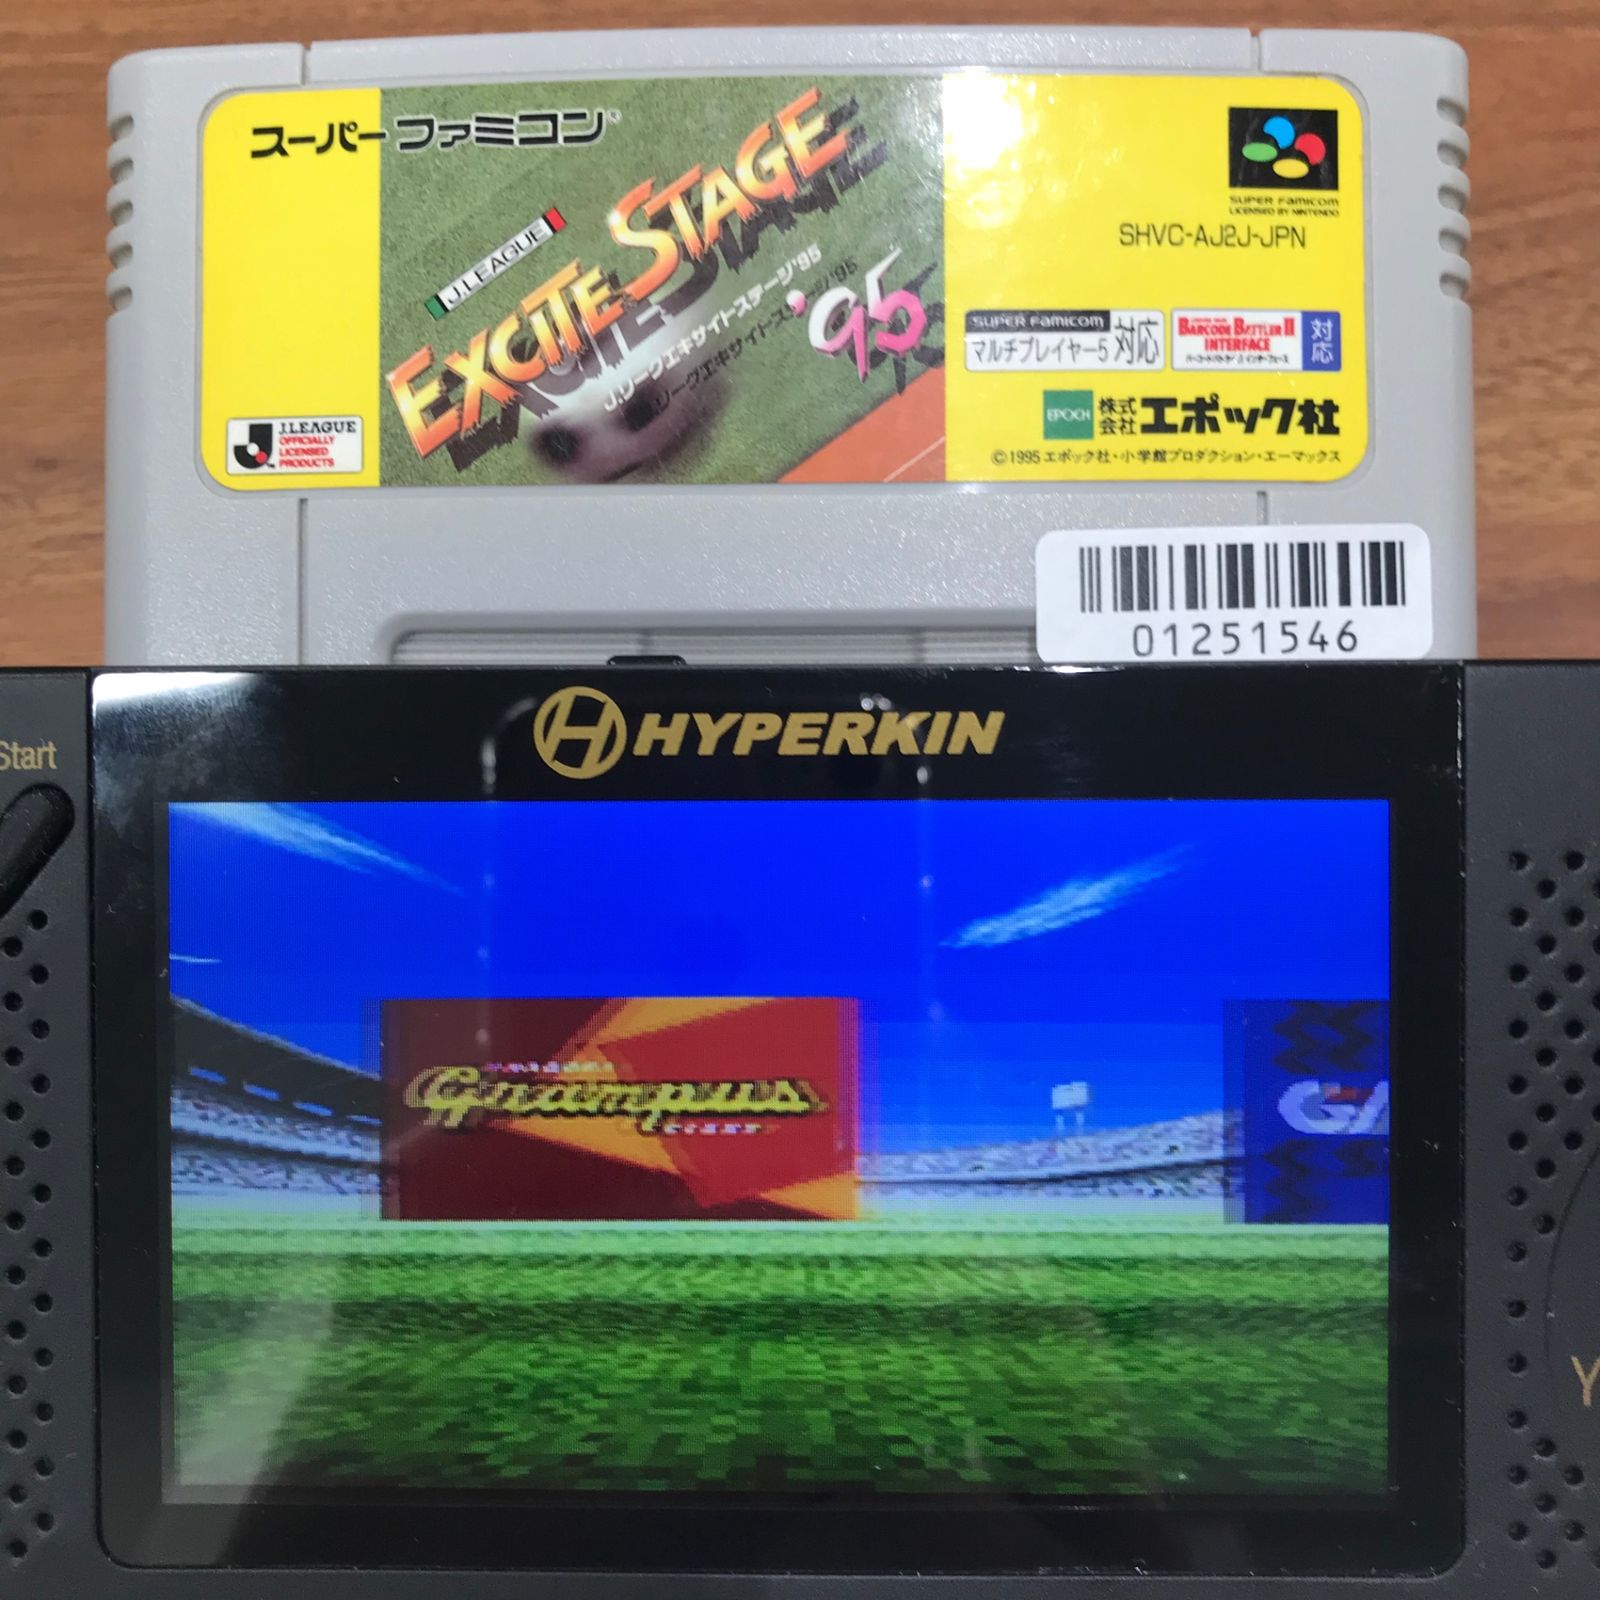 スーパーファミコン®
J.LEAGUE
EXCITE STAGE
J.リーグエキサイトステージ'95
'95
J.LEAGUE
OFFICIALLY
LICENSED
PRODUCTS
SUPER FAMICOM
LICENSED BY NINTENDO
SHVC-AJ2J-JPN
SUPER FAMICOM
マルチプレイヤー5 対応
BARCODE BATTLER II
INTERFACE
対応
EPOCH 株式会社 エポック社
©1995 エポック社・小学館プロダクション・エーマックス
01251546
HYPERKIN
Start
Grampus
Y